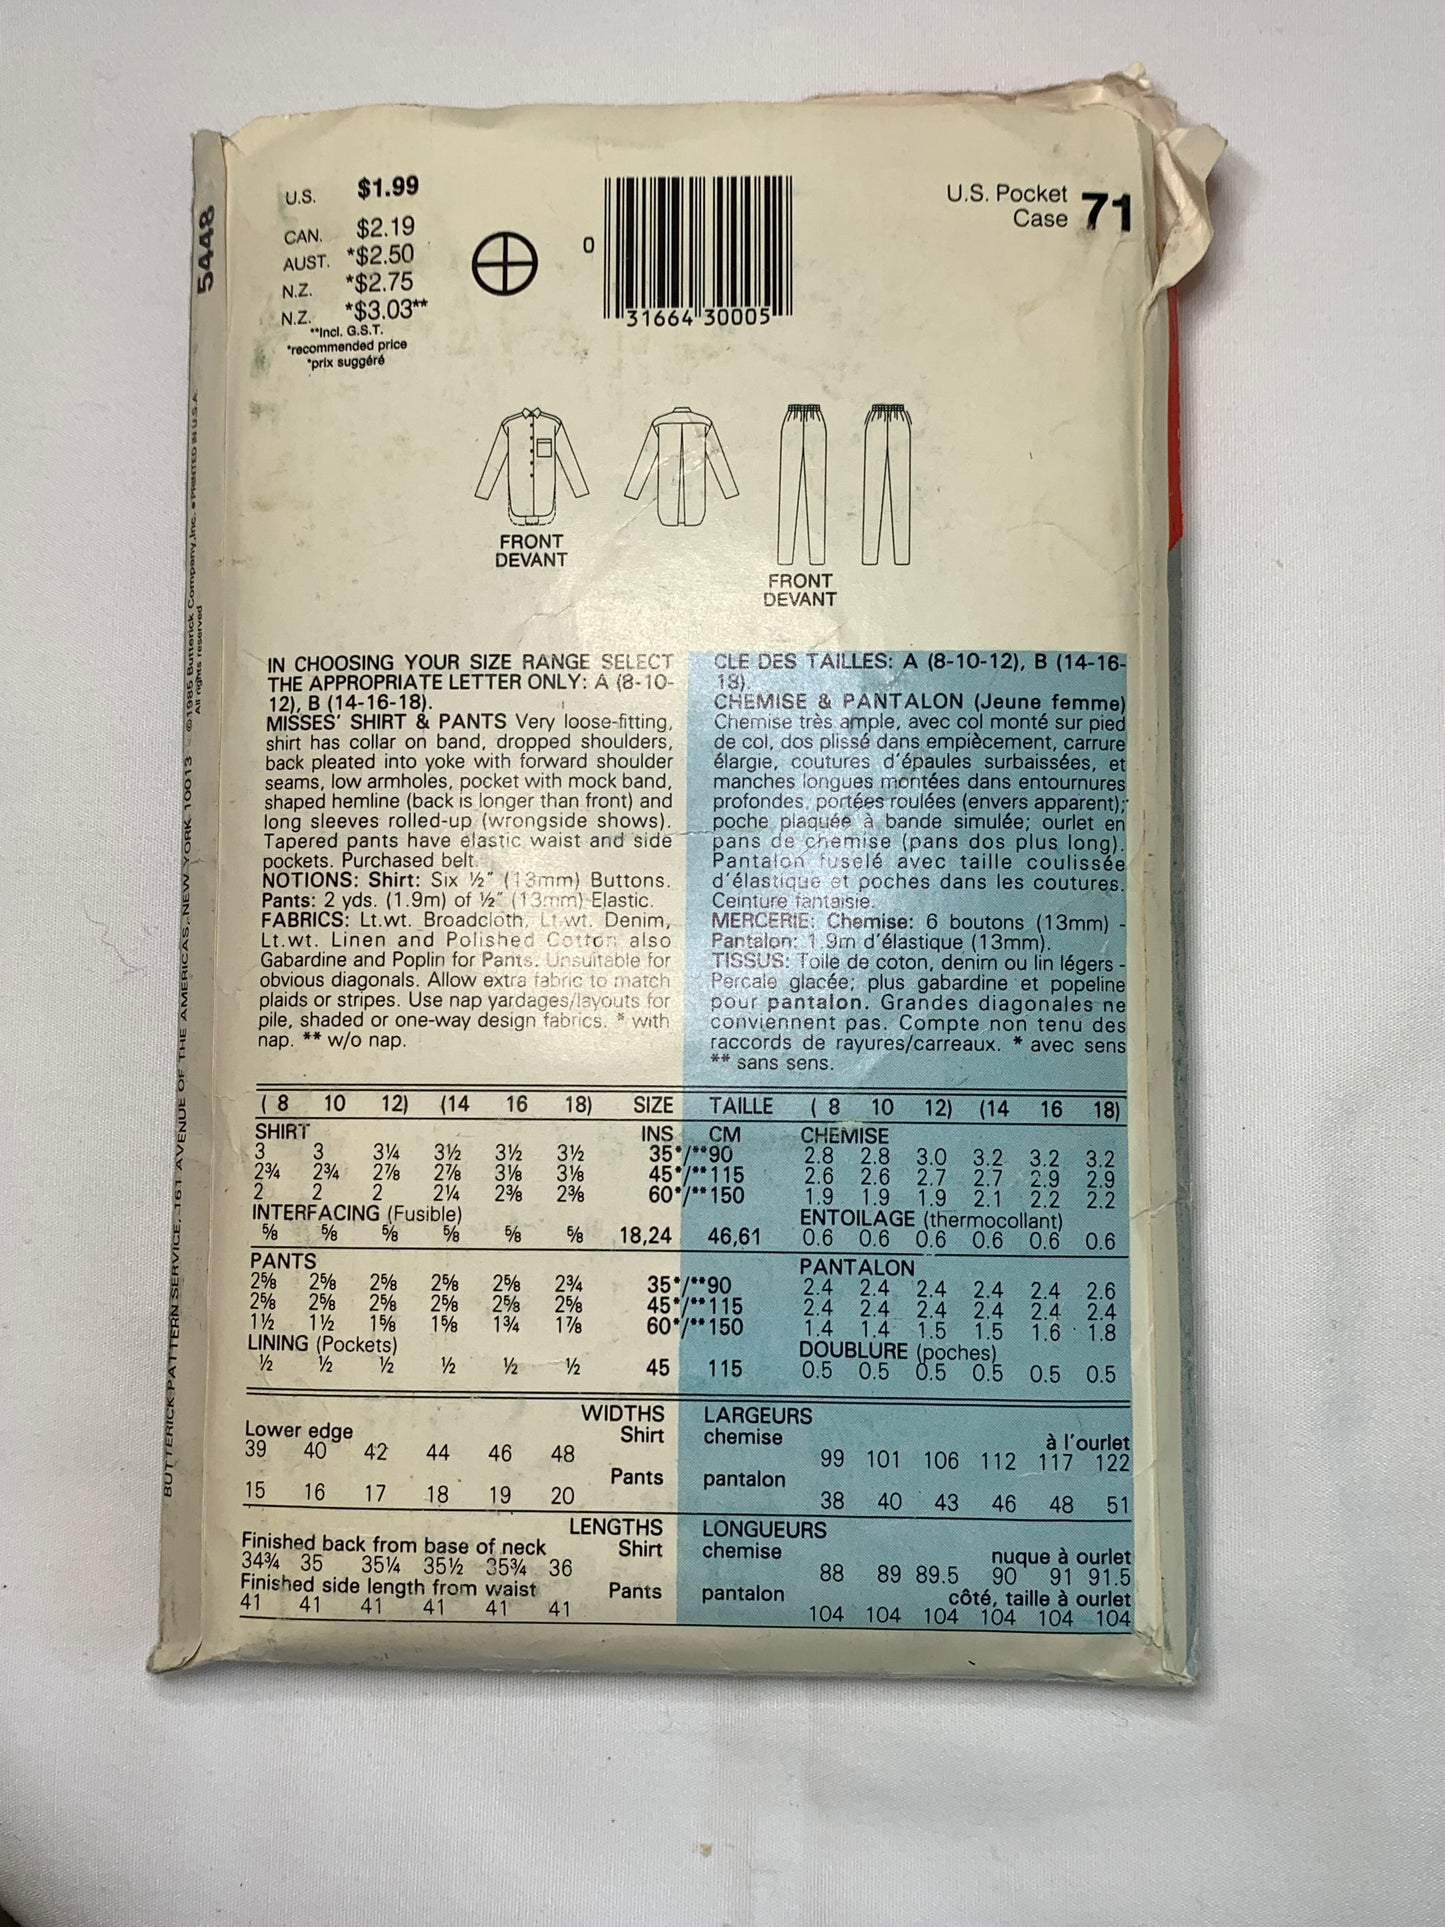 5448
BUTTERICK PATTERN SERVICE, 161 AVENUE OF THE AMERICAS, NEW YORK 10013 - ©1985 Butterick Company, Inc. • PRINTED IN U.S.A.
All rights reserved
U.S. $1.99
CAN. $2.19
AUST. *$2.50
N.Z. *$2.75
N.Z. *$3.03**
**Incl. G.S.T.
*recommended price
*prix suggéré
0 31664 30005
U.S. Pocket
Case 71
FRONT
DEVANT
FRONT
DEVANT
IN CHOOSING YOUR SIZE RANGE SELECT
THE APPROPRIATE LETTER ONLY: A (8-10-
12), B (14-16-18).
MISSES' SHIRT & PANTS Very loose-fitting,
shirt has collar on band, dropped shoulders,
back pleated into yoke with forward shoulder
seams, low armholes, pocket with mock band,
shaped hemline (back is longer than front) and
long sleeves rolled-up (wrongside shows).
Tapered pants have elastic waist and side
pockets. Purchased belt.
NOTIONS: Shirt: Six ½" (13mm) Buttons.
Pants: 2 yds. (1.9m) of ½" (13mm) Elastic.
FABRICS: Lt.wt. Broadcloth, Lt.wt. Denim,
Lt.wt. Linen and Polished Cotton also
Gabardine and Poplin for Pants. Unsuitable for
obvious diagonals. Allow extra fabric to match
plaids or stripes. Use nap yardages/layouts for
pile, shaded or one-way design fabrics. * with
nap. ** w/o nap.
CLE DES TAILLES: A (8-10-12), B (14-16-
18).
CHEMISE & PANTALON (Jeune femme)
Chemise très ample, avec col monté sur pied
de col, dos plissé dans empiècement, carrure
élargie, coutures d'épaules surbaissées, et
manches longues montées dans entournures
profondes, portées roulées (envers apparent);
poche plaquée à bande simulée; ourlet en
pans de chemise (pans dos plus long).
Pantalon fuselé avec taille coulissée
d'élastique et poches dans les coutures.
Ceinture fantaisie.
MERCERIE: Chemise: 6 boutons (13mm) -
Pantalon: 1.9m d'élastique (13mm).
TISSUS: Toile de coton, denim ou lin légers -
Percale glacée; plus gabardine et popeline
pour pantalon. Grandes diagonales ne
conviennent pas. Compte non tenu des
raccords de rayures/carreaux. * avec sens
** sans sens.
( 8 10 12) (14 16 18) SIZE TAILLE ( 8 10 12) (14 16 18)
SHIRT INS CM CHEMISE
3 3 3¼ 3½ 3½ 3½ 35*/**90 2.8 2.8 3.0 3.2 3.2 3.2
2¾ 2¾ 2⅞ 2⅞ 3⅛ 3⅛ 45*/**115 2.6 2.6 2.7 2.7 2.9 2.9
2 2 2 2¼ 2⅜ 2⅜ 60*/**150 1.9 1.9 1.9 2.1 2.2 2.2
INTERFACING (Fusible) ENTOILAGE (thermocollant)
⅝ ⅝ ⅝ ⅝ ⅝ ⅝ 18,24 46,61 0.6 0.6 0.6 0.6 0.6 0.6
PANTS PANTALON
2⅝ 2⅝ 2⅝ 2⅝ 2⅝ 2¾ 35*/**90 2.4 2.4 2.4 2.4 2.4 2.6
2⅝ 2⅝ 2⅝ 2⅝ 2⅝ 2⅝ 45*/**115 2.4 2.4 2.4 2.4 2.4 2.4
1½ 1½ 1⅝ 1⅝ 1¾ 1⅞ 60*/**150 1.4 1.4 1.5 1.5 1.6 1.8
LINING (Pockets) DOUBLURE (poches)
½ ½ ½ ½ ½ ½ 45 115 0.5 0.5 0.5 0.5 0.5 0.5
WIDTHS LARGEURS
Lower edge Shirt chemise à l'ourlet
39 40 42 44 46 48 99 101 106 112 117 122
Pants pantalon
15 16 17 18 19 20 38 40 43 46 48 51
LENGTHS LONGUEURS
Finished back from base of neck Shirt chemise nuque à ourlet
34¾ 35 35¼ 35½ 35¾ 36 88 89 89.5 90 91 91.5
Finished side length from waist Pants pantalon côté, taille à ourlet
41 41 41 41 41 41 104 104 104 104 104 104